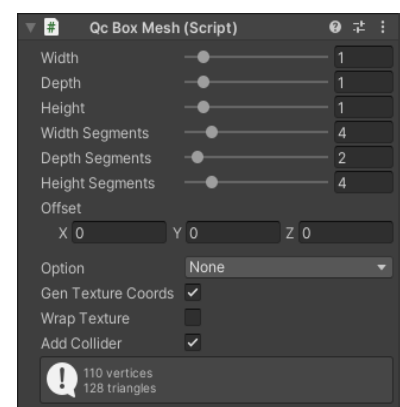 # Qc Box Mesh (Script)
Width 1
Depth 1
Height 1
Width Segments 4
Depth Segments 2
Height Segments 4
Offset
X 0 Y 0 Z 0
Option None
Gen Texture Coords
Wrap Texture
Add Collider
110 vertices
128 triangles